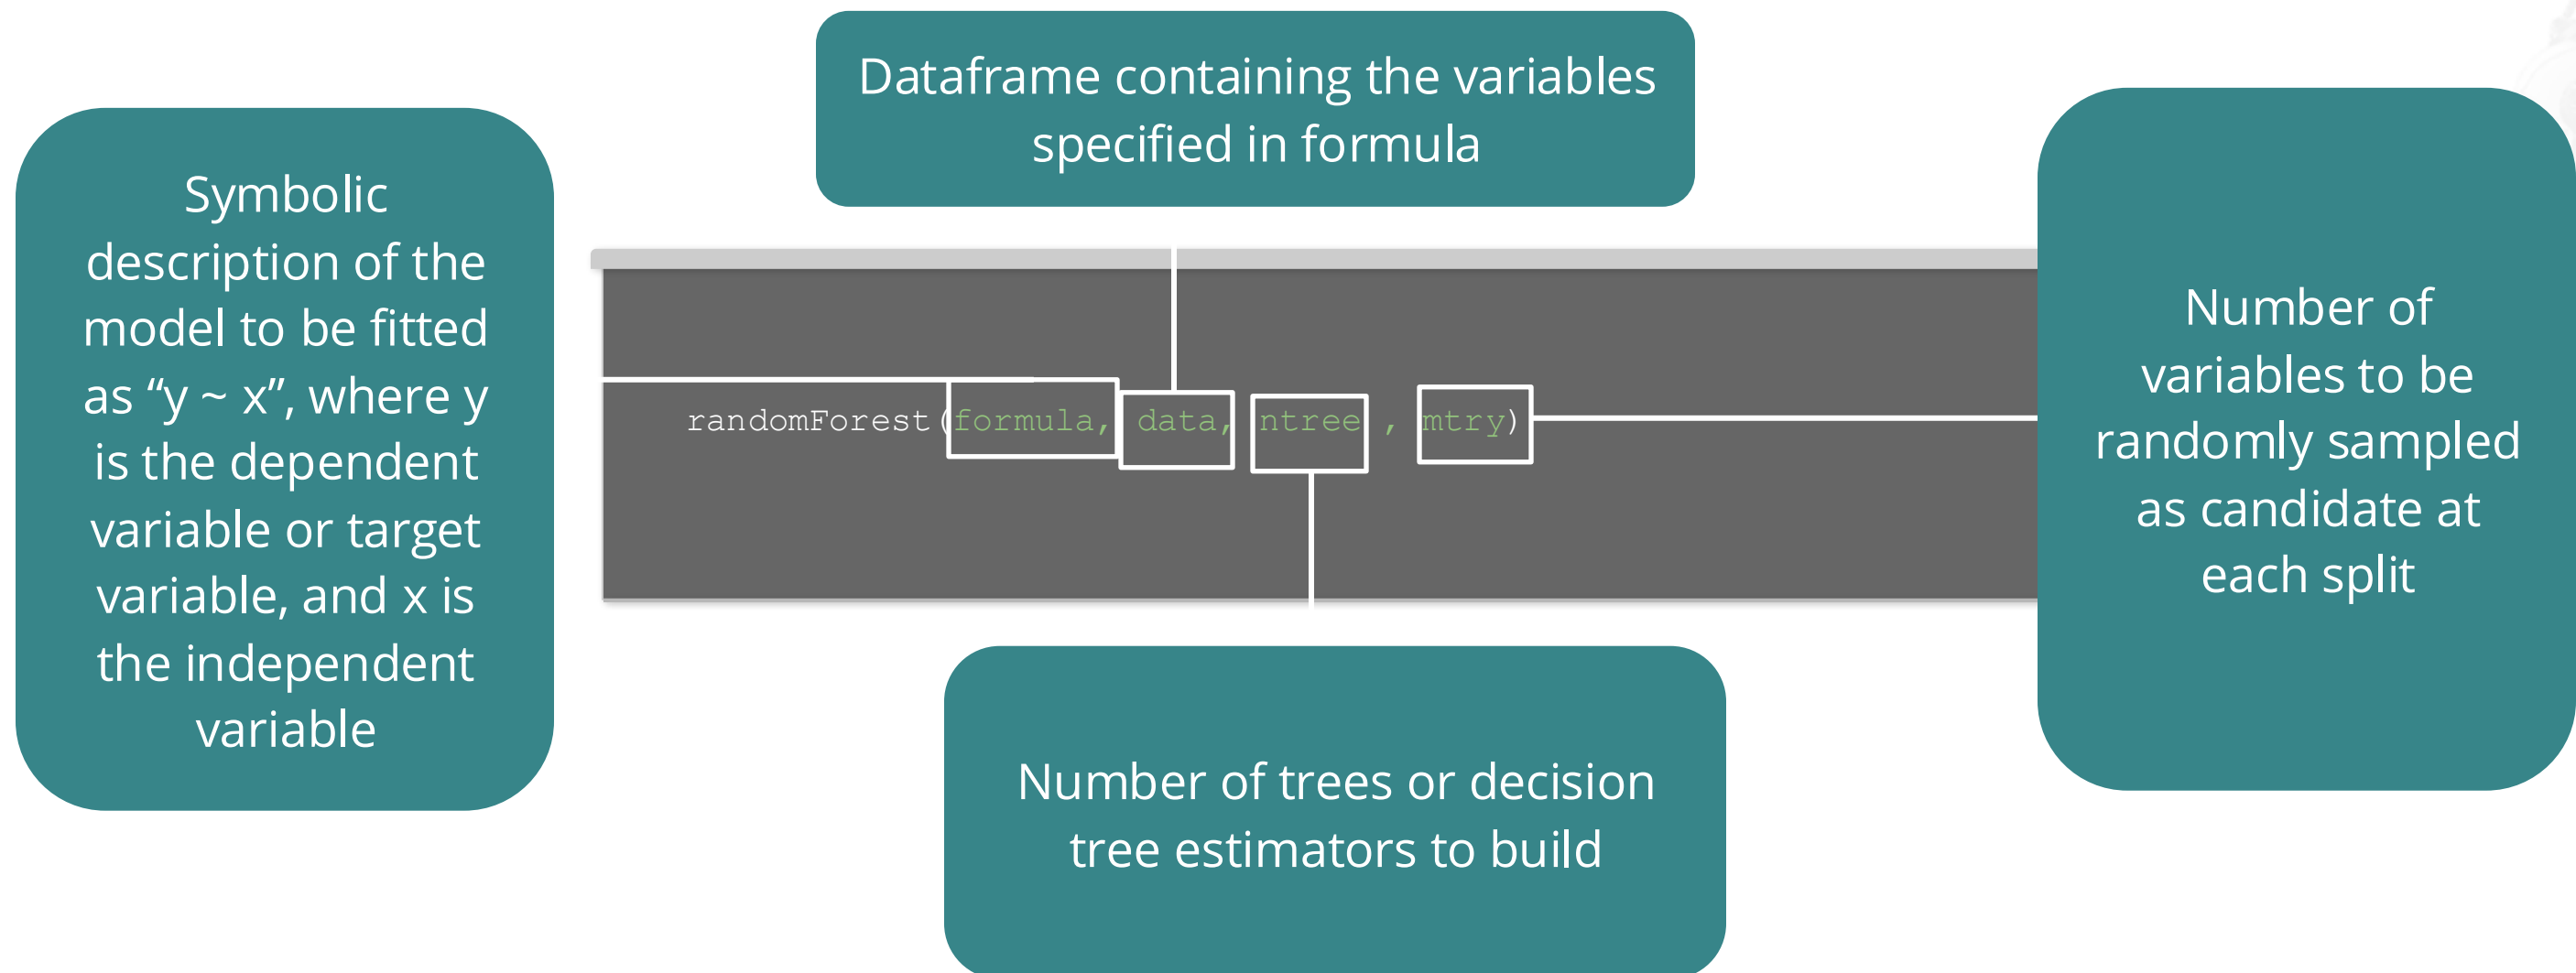 Dataframe containing the variables
specified in formula
Symbolic
description of the
model to be fitted
as “y ~ x”, where y
is the dependent
variable or target
variable, and x is
the independent
variable
randomForest(formula, data, ntree , mtry)
Number of
variables to be
randomly sampled
as candidate at
each split
Number of trees or decision
tree estimators to build